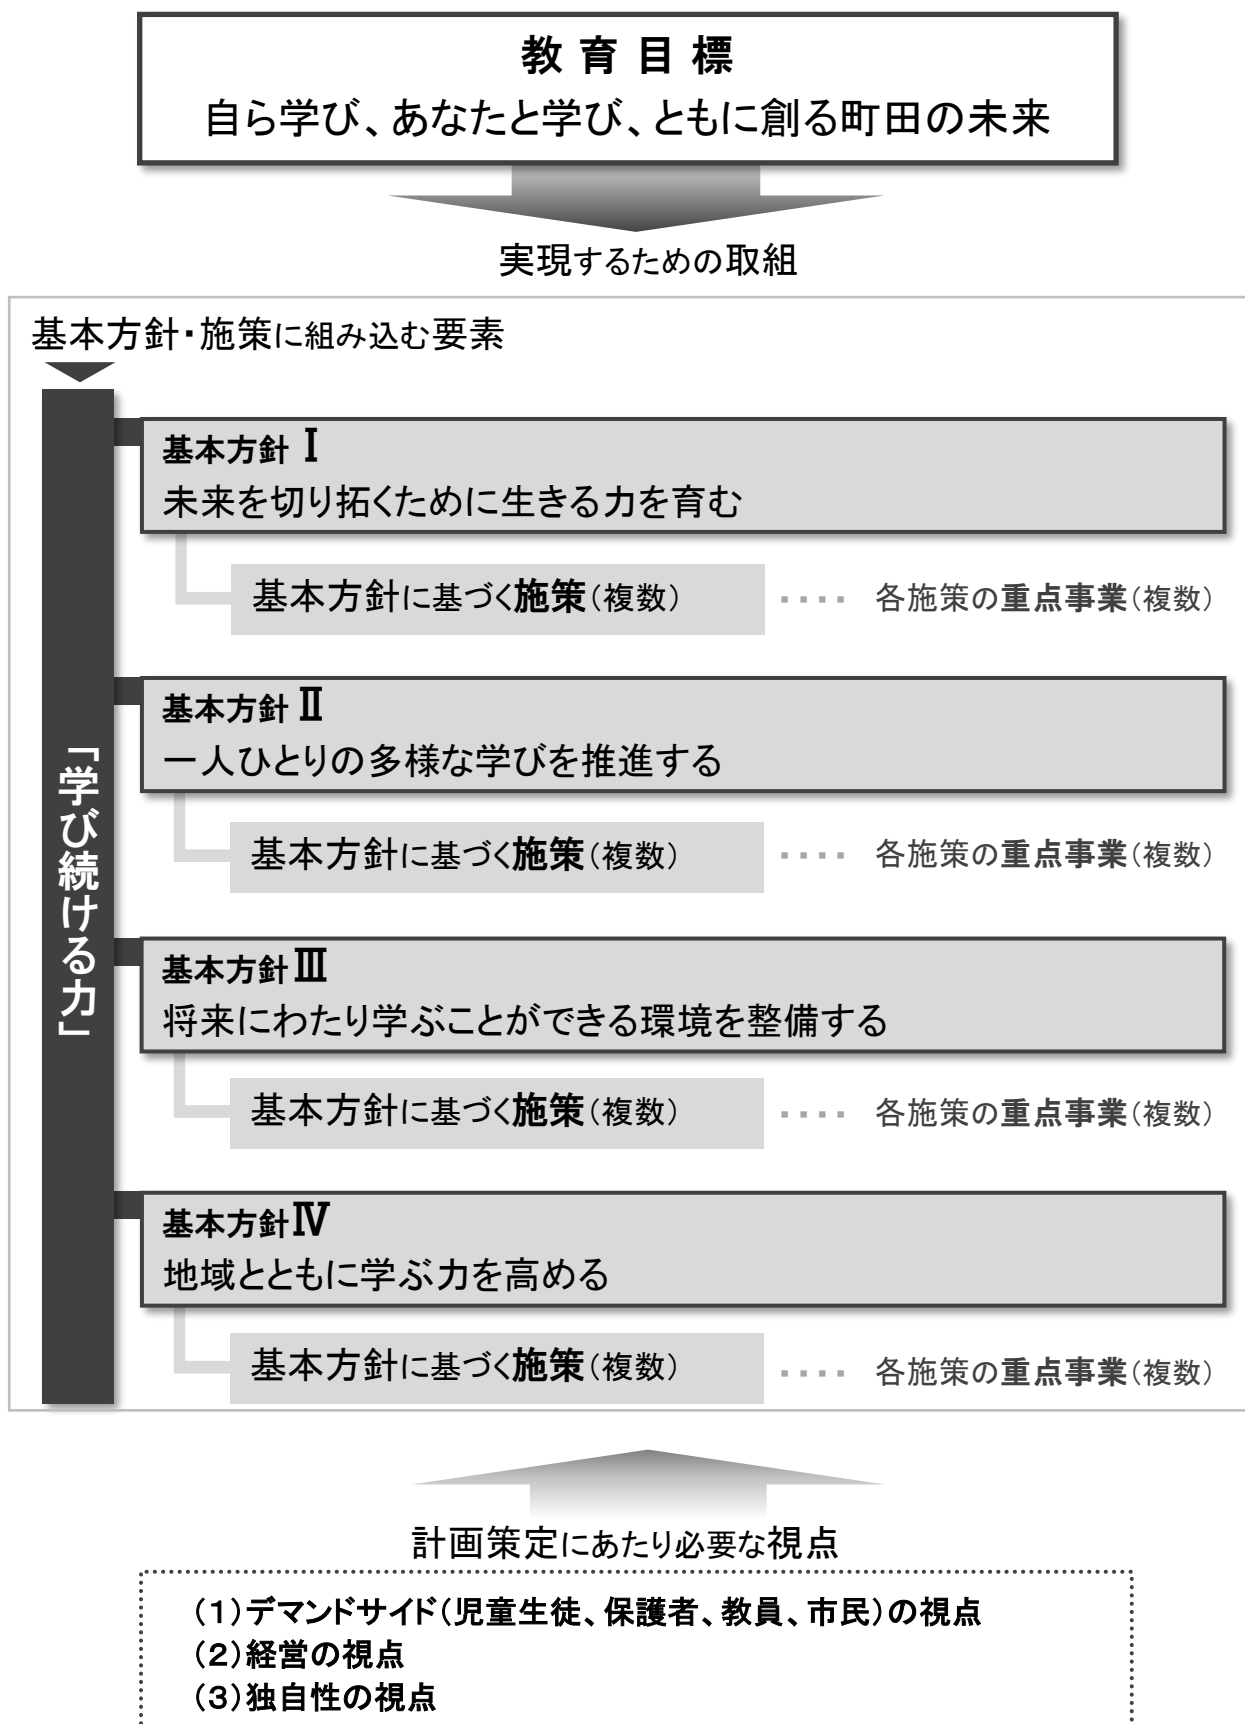 教育目標
自ら学び、あなたと学び、ともに創る町田の未来
実現するための取組
基本方針・施策に組み込む要素
「学び続ける力」
基本方針 Ⅰ
未来を切り拓くために生きる力を育む
基本方針に基づく施策（複数） ・・・・ 各施策の重点事業（複数）
基本方針 Ⅱ
一人ひとりの多様な学びを推進する
基本方針に基づく施策（複数） ・・・・ 各施策の重点事業（複数）
基本方針 Ⅲ
将来にわたり学ぶことができる環境を整備する
基本方針に基づく施策（複数） ・・・・ 各施策の重点事業（複数）
基本方針Ⅳ
地域とともに学ぶ力を高める
基本方針に基づく施策（複数） ・・・・ 各施策の重点事業（複数）
計画策定にあたり必要な視点
（１）デマンドサイド（児童生徒、保護者、教員、市民）の視点
（２）経営の視点
（３）独自性の視点